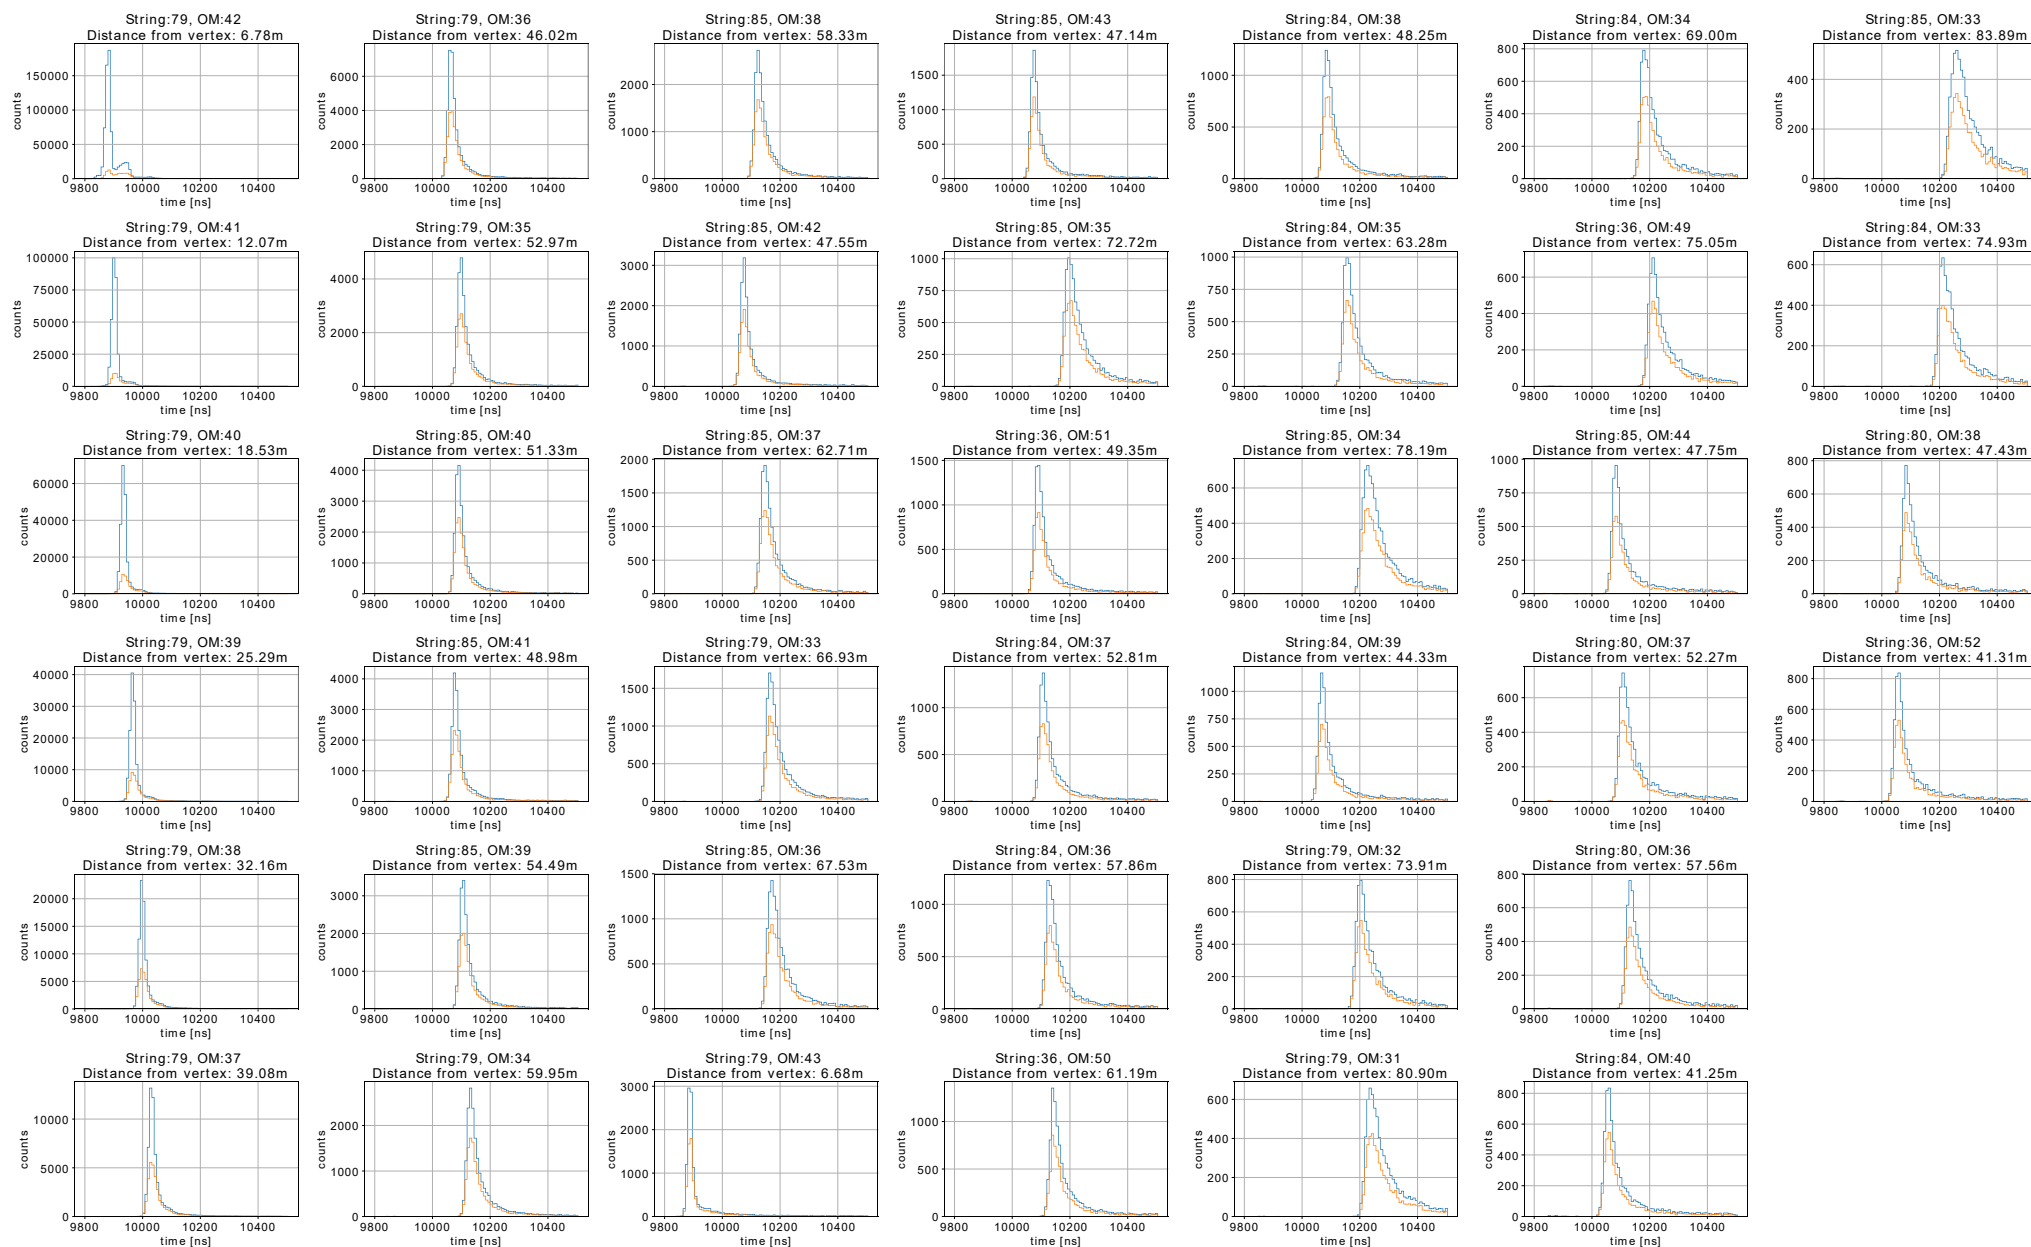 String:79, OM:42
Distance from vertex: 6.78m
150000
100000
50000
0
counts
9800 10000 10200 10400
time [ns]
String:79, OM:36
Distance from vertex: 46.02m
6000
4000
2000
0
counts
9800 10000 10200 10400
time [ns]
String:85, OM:38
Distance from vertex: 58.33m
2000
1000
0
counts
9800 10000 10200 10400
time [ns]
String:85, OM:43
Distance from vertex: 47.14m
1500
1000
500
0
counts
9800 10000 10200 10400
time [ns]
String:84, OM:38
Distance from vertex: 48.25m
1000
500
0
counts
9800 10000 10200 10400
time [ns]
String:84, OM:34
Distance from vertex: 69.00m
800
600
400
200
0
counts
9800 10000 10200 10400
time [ns]
String:85, OM:33
Distance from vertex: 83.89m
400
200
0
counts
9800 10000 10200 10400
time [ns]
String:79, OM:41
Distance from vertex: 12.07m
100000
75000
50000
25000
0
counts
9800 10000 10200 10400
time [ns]
String:79, OM:35
Distance from vertex: 52.97m
4000
2000
0
counts
9800 10000 10200 10400
time [ns]
String:85, OM:42
Distance from vertex: 47.55m
3000
2000
1000
0
counts
9800 10000 10200 10400
time [ns]
String:85, OM:35
Distance from vertex: 72.72m
1000
750
500
250
0
counts
9800 10000 10200 10400
time [ns]
String:84, OM:35
Distance from vertex: 63.28m
1000
750
500
250
0
counts
9800 10000 10200 10400
time [ns]
String:36, OM:49
Distance from vertex: 75.05m
600
400
200
0
counts
9800 10000 10200 10400
time [ns]
String:84, OM:33
Distance from vertex: 74.93m
600
400
200
0
counts
9800 10000 10200 10400
time [ns]
String:79, OM:40
Distance from vertex: 18.53m
60000
40000
20000
0
counts
9800 10000 10200 10400
time [ns]
String:85, OM:40
Distance from vertex: 51.33m
4000
3000
2000
1000
0
counts
9800 10000 10200 10400
time [ns]
String:85, OM:37
Distance from vertex: 62.71m
2000
1500
1000
500
0
counts
9800 10000 10200 10400
time [ns]
String:36, OM:51
Distance from vertex: 49.35m
1500
1000
500
0
counts
9800 10000 10200 10400
time [ns]
String:85, OM:34
Distance from vertex: 78.19m
600
400
200
0
counts
9800 10000 10200 10400
time [ns]
String:85, OM:44
Distance from vertex: 47.75m
1000
750
500
250
0
counts
9800 10000 10200 10400
time [ns]
String:80, OM:38
Distance from vertex: 47.43m
800
600
400
200
0
counts
9800 10000 10200 10400
time [ns]
String:79, OM:39
Distance from vertex: 25.29m
40000
30000
20000
10000
0
counts
9800 10000 10200 10400
time [ns]
String:85, OM:41
Distance from vertex: 48.98m
4000
3000
2000
1000
0
counts
9800 10000 10200 10400
time [ns]
String:79, OM:33
Distance from vertex: 66.93m
1500
1000
500
0
counts
9800 10000 10200 10400
time [ns]
String:84, OM:37
Distance from vertex: 52.81m
1000
500
0
counts
9800 10000 10200 10400
time [ns]
String:84, OM:39
Distance from vertex: 44.33m
1000
750
500
250
0
counts
9800 10000 10200 10400
time [ns]
String:80, OM:37
Distance from vertex: 52.27m
600
400
200
0
counts
9800 10000 10200 10400
time [ns]
String:36, OM:52
Distance from vertex: 41.31m
800
600
400
200
0
counts
9800 10000 10200 10400
time [ns]
String:79, OM:38
Distance from vertex: 32.16m
20000
15000
10000
5000
0
counts
9800 10000 10200 10400
time [ns]
String:85, OM:39
Distance from vertex: 54.49m
3000
2000
1000
0
counts
9800 10000 10200 10400
time [ns]
String:85, OM:36
Distance from vertex: 67.53m
1500
1000
500
0
counts
9800 10000 10200 10400
time [ns]
String:84, OM:36
Distance from vertex: 57.86m
1000
500
0
counts
9800 10000 10200 10400
time [ns]
String:79, OM:32
Distance from vertex: 73.91m
800
600
400
200
0
counts
9800 10000 10200 10400
time [ns]
String:80, OM:36
Distance from vertex: 57.56m
800
600
400
200
0
counts
9800 10000 10200 10400
time [ns]
String:79, OM:37
Distance from vertex: 39.08m
10000
5000
0
counts
9800 10000 10200 10400
time [ns]
String:79, OM:34
Distance from vertex: 59.95m
2000
1000
0
counts
9800 10000 10200 10400
time [ns]
String:79, OM:43
Distance from vertex: 6.68m
3000
2000
1000
0
counts
9800 10000 10200 10400
time [ns]
String:36, OM:50
Distance from vertex: 61.19m
1000
500
0
counts
9800 10000 10200 10400
time [ns]
String:79, OM:31
Distance from vertex: 80.90m
600
400
200
0
counts
9800 10000 10200 10400
time [ns]
String:84, OM:40
Distance from vertex: 41.25m
800
600
400
200
0
counts
9800 10000 10200 10400
time [ns]